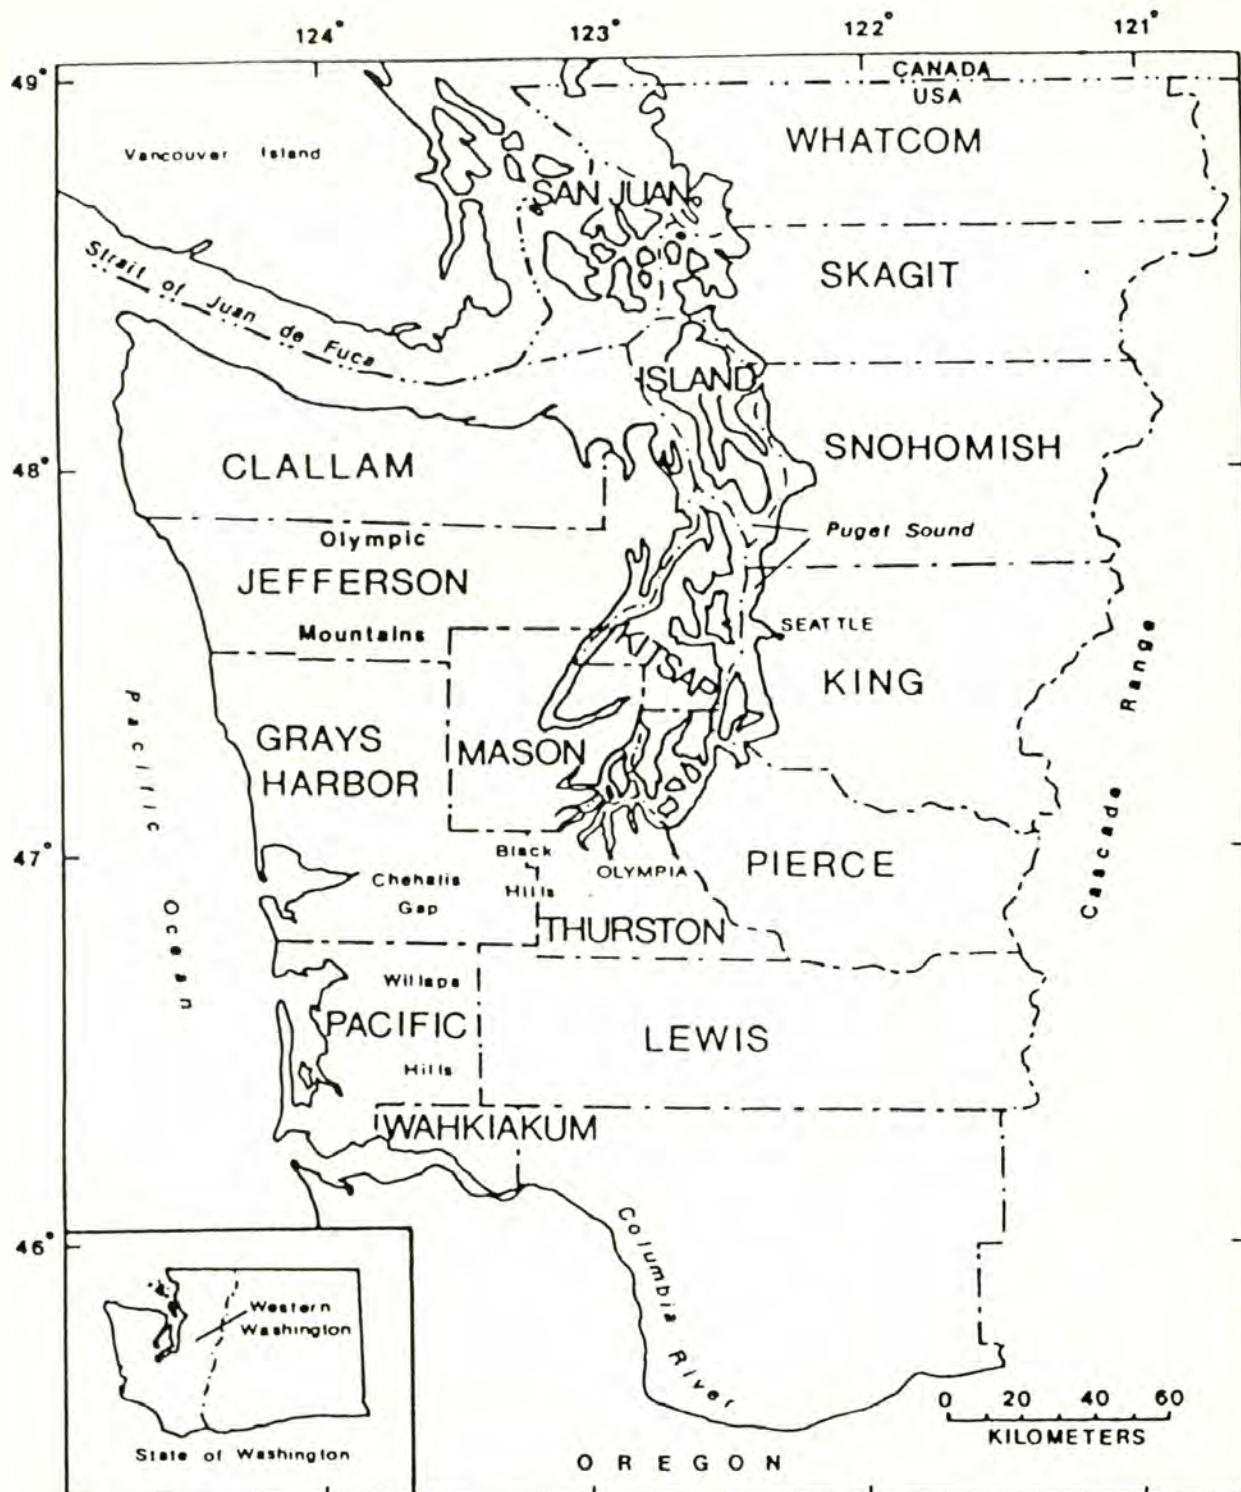 124° 123° 122° 121°
49°
CANADA
USA
WHATCOM
Vancouver Island
SAN JUAN
SKAGIT
Strait of Juan de Fuca
ISLAND
SNOHOMISH
CLALLAM
48°
Puget Sound
Olympic
JEFFERSON
Mountains
SEATTLE
KITSAP
KING
Pacific Ocean
Cascade Range
GRAYS
HARBOR
MASON
47°
Black
Hills
OLYMPIA
PIERCE
Chehalis
Gap
THURSTON
Willapa
Hills
PACIFIC
LEWIS
WAHKIAKUM
46°
Columbia River
Western
Washington
State of Washington
0 20 40 60
KILOMETERS
OREGON